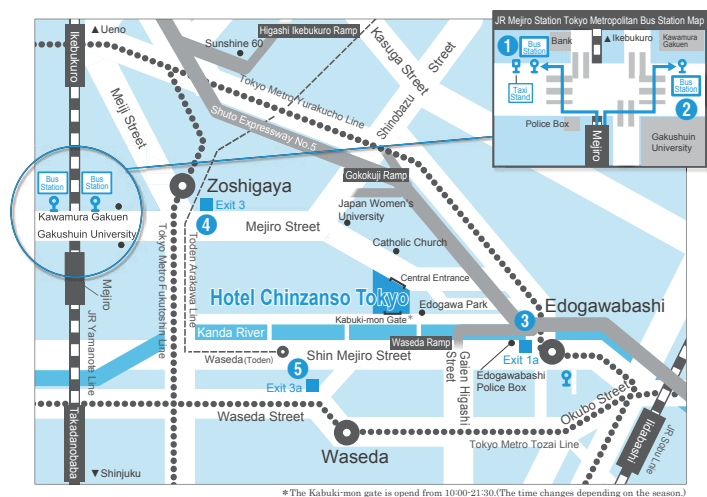 JR Mejiro Station Tokyo Metropolitan Bus Station Map
1
Bus
Station
Bank
▲Ikebukuro
Kawamura
Gakuen
Taxi
Stand
Bus
Station
2
Police Box
Mejiro
Gakushuin
University
Ikebukuro
▲Ueno
Sunshine 60
Higashi Ikebukuro Ramp
Kasuga Street
Shinobazu Street
Tokyo Metro Yurakucho Line
Meiji Street
Shuto Expressway No.5
Gokokuji Ramp
Bus
Station
Bus
Station
Zoshigaya
Exit 3
4
Kawamura Gakuen
Gakushuin University
Mejiro Street
Japan Women's
University
Catholic Church
Central Entrance
Hotel Chinzanso Tokyo
Edogawa Park
Kabuki-mon Gate*
3
Edogawabashi
Mejiro
JR Yamanote Line
Tokyo Metro Fukutoshin Line
Toden Arakawa Line
Kanda River
Waseda Ramp
Waseda(Toden)
Shin Mejiro Street
Gaien Higashi
Street
Exit 1a
Edogawabashi
Police Box
5
Exit 3a
Okubo Street
Waseda Street
Waseda
Tokyo Metro Tozai Line
Iidabashi
JR Sobu Line
Takadanobaba
▼Shinjuku
*The Kabuki-mon gate is opend from 10:00-21:30.(The time changes depending on the season.)